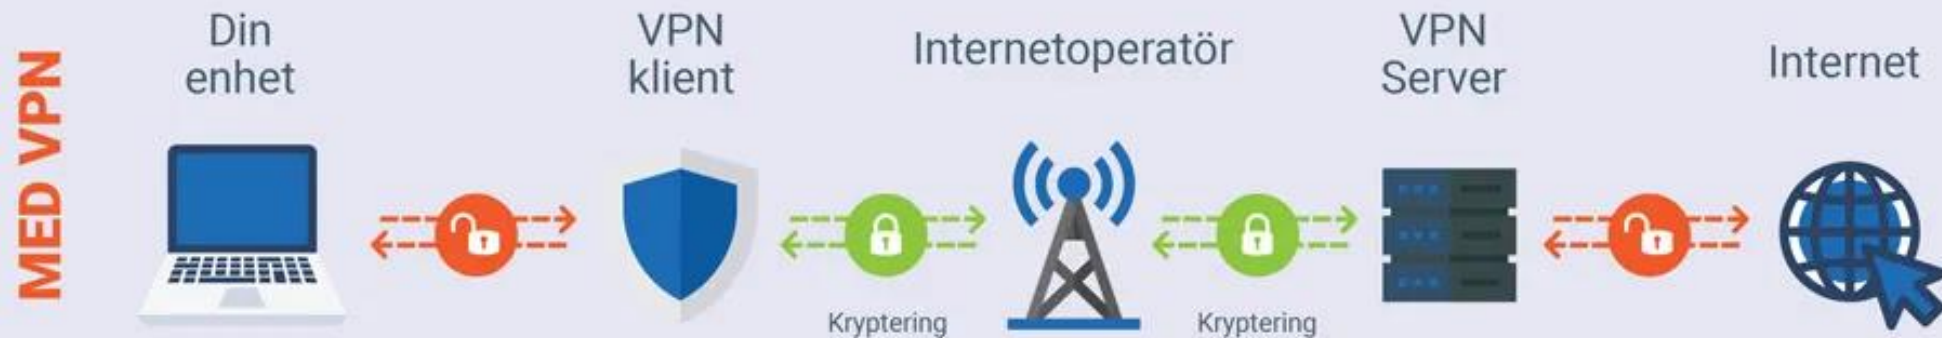 MED VPN
Din
enhet
VPN
klient
Internetoperatör
VPN
Server
Internet
Kryptering
Kryptering